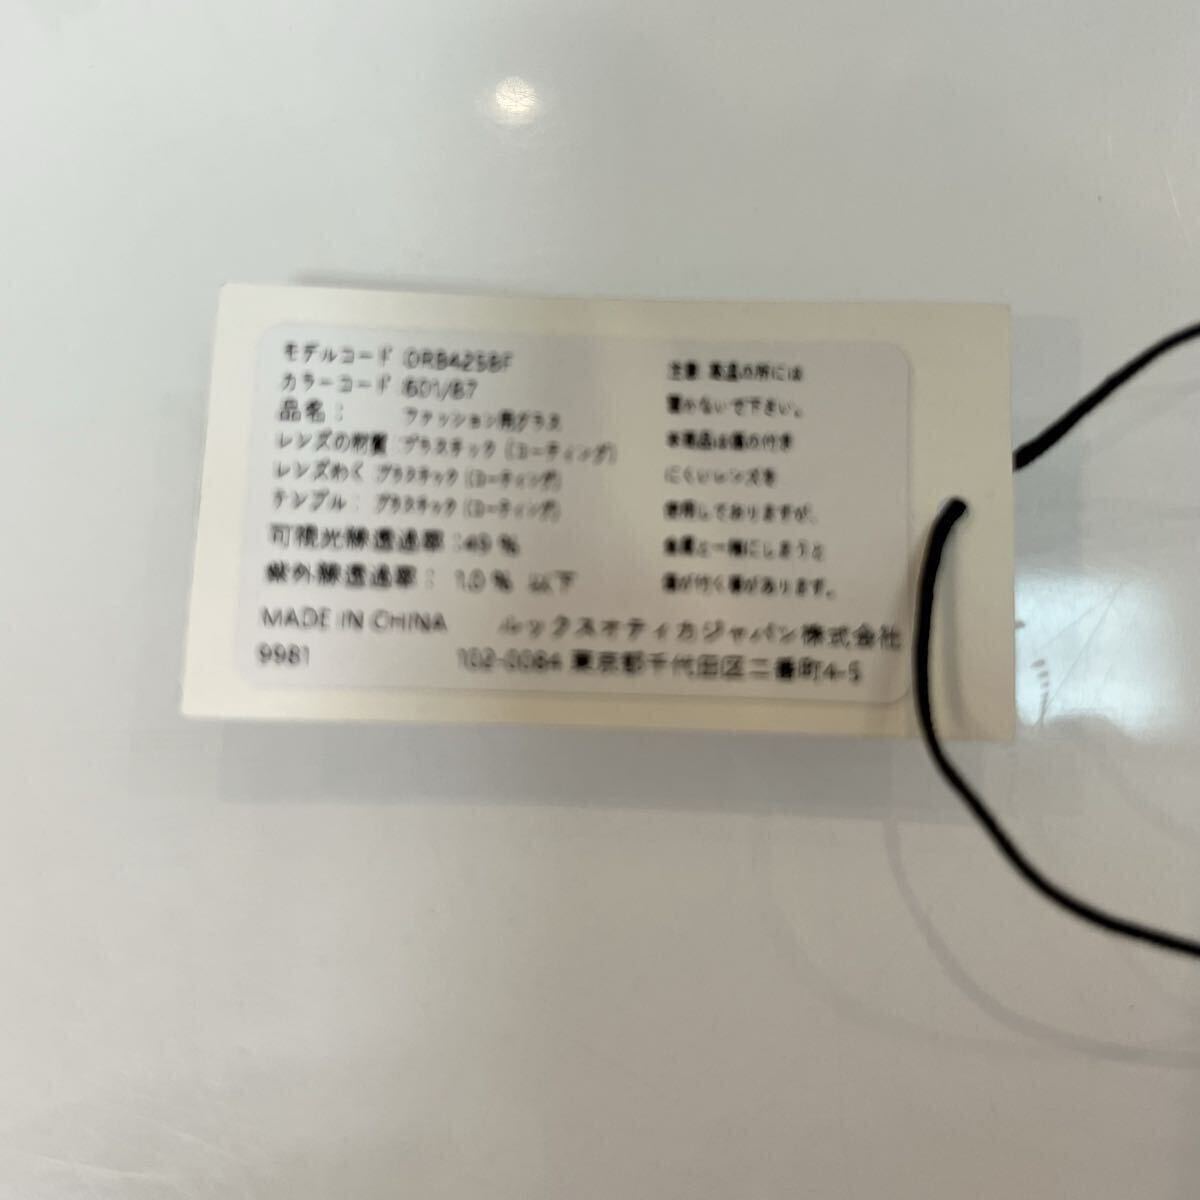 モデルコード :0RB4258F
カラーコード :601/87
品名: ファッション用グラス
レンズの材質 :プラスチック(コーティング)
レンズわく プラスチック(コーティング)
テンプル: プラスチック(コーティング)
可視光線透過率 :45 %
紫外線透過率: 1.0 % 以下
MADE IN CHINA ルックスオティカジャパン株式会社
9981 102-0084 東京都千代田区二番町4-5
注意 高温の所には
置かないで下さい。
本商品は傷の付き
にくいレンズを
使用しておりますが、
金属と一緒にしまうと
傷が付く事があります。